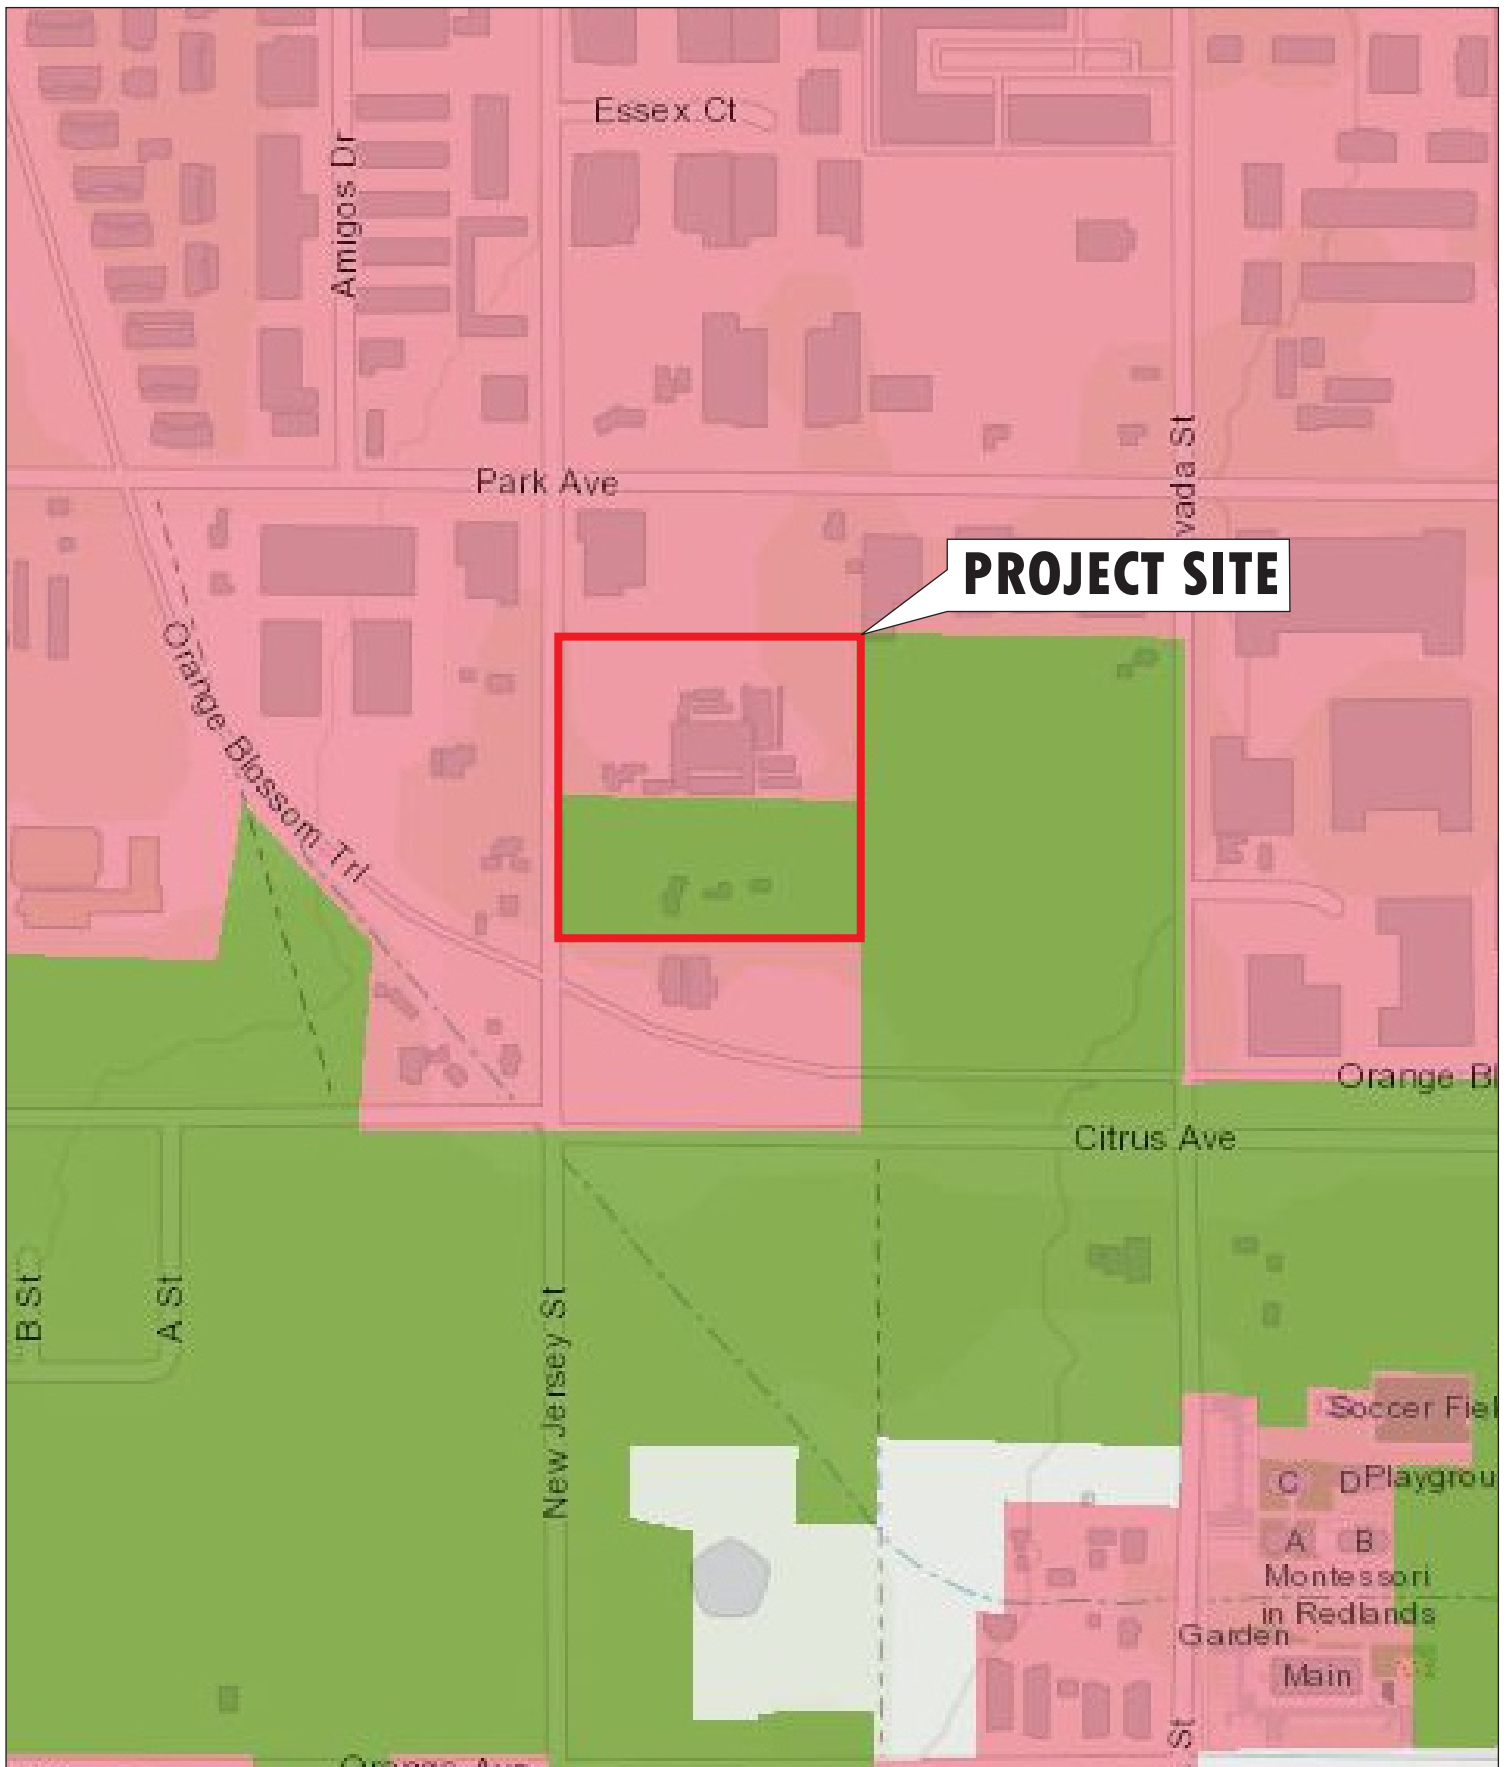 Essex Ct
Amigos Dr
Park Ave
vada St
PROJECT SITE
Orange Blossom Trl
Orange Bl
Citrus Ave
B St
A St
New Jersey St
Soccer Fiel
C
D
Playgrou
A
B
Montessori
in Redlands
Garden
Main
St